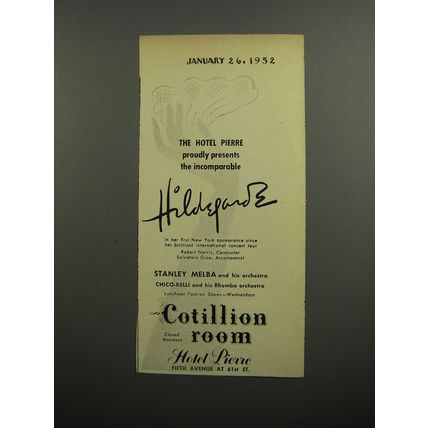 JANUARY 26, 1952
THE HOTEL PIERRE
proudly presents
the incomparable
Hildegarde
In her first New York appearance since
her brilliant international concert tour
Robert Norris, Conductor
Salvatore Gioe, Accompanist
STANLEY MELBA and his orchestra
CHICO-RELLI and his Rhumba orchestra
Luncheon Fashion Shows—Wednesdays
Cotillion
Closed
Mondays
room
Hotel Pierre
FIFTH AVENUE AT 61st ST.